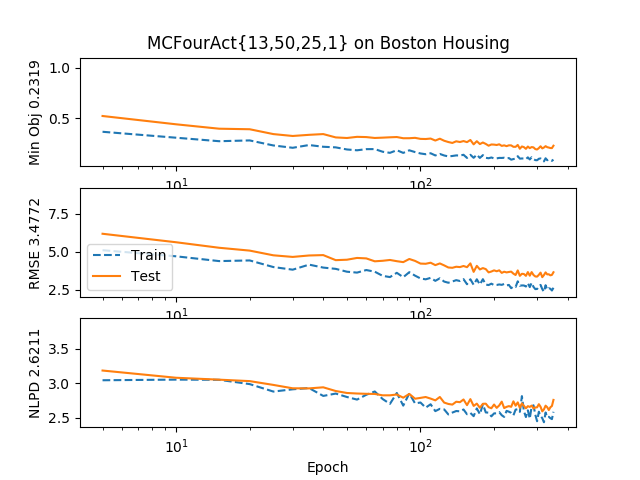 MCFourAct{13,50,25,1} on Boston Housing
Min Obj 0.2319
1.0
0.5
10¹
10²
RMSE 3.4772
7.5
5.0
2.5
Train
Test
10¹
10²
NLPD 2.6211
3.5
3.0
2.5
10¹
10²
Epoch